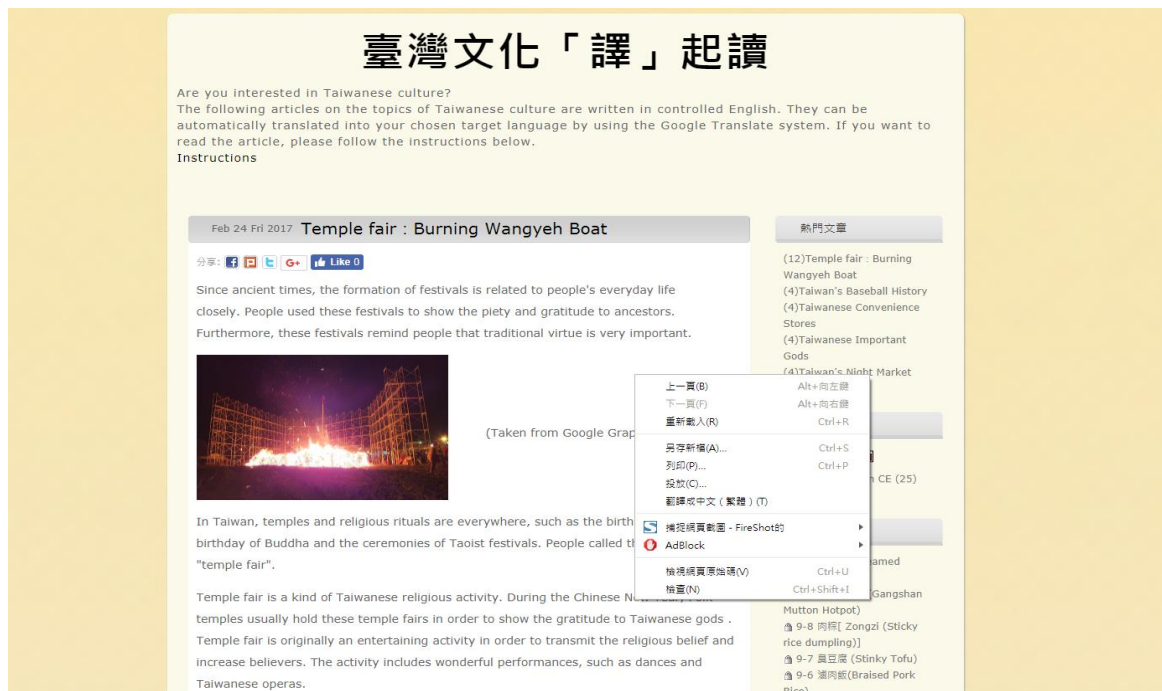 臺灣文化「譯」起讀
Are you interested in Taiwanese culture?
The following articles on the topics of Taiwanese culture are written in controlled English. They can be
automatically translated into your chosen target language by using the Google Translate system. If you want to
read the article, please follow the instructions below.
Instructions
Feb 24 Fri 2017 Temple fair : Burning Wangyeh Boat
分享:
Like 0
Since ancient times, the formation of festivals is related to people's everyday life
closely. People used these festivals to show the piety and gratitude to ancestors.
Furthermore, these festivals remind people that traditional virtue is very important.
(Taken from Google Grap
In Taiwan, temples and religious rituals are everywhere, such as the birth
birthday of Buddha and the ceremonies of Taoist festivals. People called th
"temple fair".
Temple fair is a kind of Taiwanese religious activity. During the Chinese N
temples usually hold these temple fairs in order to show the gratitude to Taiwanese gods .
Temple fair is originally an entertaining activity in order to transmit the religious belief and
increase believers. The activity includes wonderful performances, such as dances and
Taiwanese operas.
熱門文章
(12)Temple fair : Burning
Wangyeh Boat
(4)Taiwan's Baseball History
(4)Taiwanese Convenience
Stores
(4)Taiwanese Important
Gods
(4)Taiwan's Night Market
上一頁(B) Alt+向左鍵
下一頁(F) Alt+向右鍵
重新載入(R) Ctrl+R
另存新檔(A)... Ctrl+S
列印(P)... Ctrl+P
投放(C)...
翻譯成中文（繁體）(T)
捕捉網頁截圖 - FireShot的
AdBlock
檢視網頁原始碼(V) Ctrl+U
檢查(N) Ctrl+Shift+I
CE (25)
amed
Gangshan
Mutton Hotpot)
9-8 肉粽[ Zongzi (Sticky
rice dumpling)]
9-7 臭豆腐 (Stinky Tofu)
9-6 滷肉飯(Braised Pork
Rice)